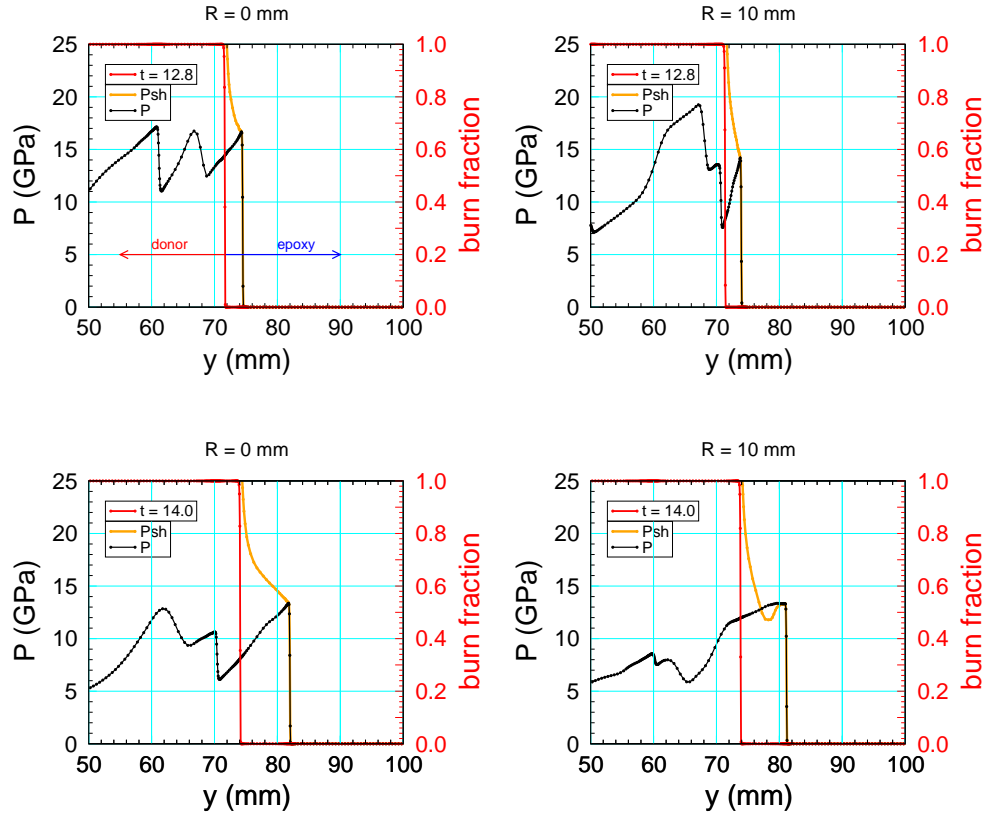 R = 0 mm
25
20
15
10
5
0
P (GPa)
t = 12.8
Psh
P
donor
epoxy
1.0
0.8
0.6
0.4
0.2
0.0
burn fraction
50 60 70 80 90 100
y (mm)
R = 10 mm
25
20
15
10
5
0
P (GPa)
t = 12.8
Psh
P
1.0
0.8
0.6
0.4
0.2
0.0
burn fraction
50 60 70 80 90 100
y (mm)
R = 0 mm
25
20
15
10
5
0
P (GPa)
t = 14.0
Psh
P
1.0
0.8
0.6
0.4
0.2
0.0
burn fraction
50 60 70 80 90 100
y (mm)
R = 10 mm
25
20
15
10
5
0
P (GPa)
t = 14.0
Psh
P
1.0
0.8
0.6
0.4
0.2
0.0
burn fraction
50 60 70 80 90 100
y (mm)